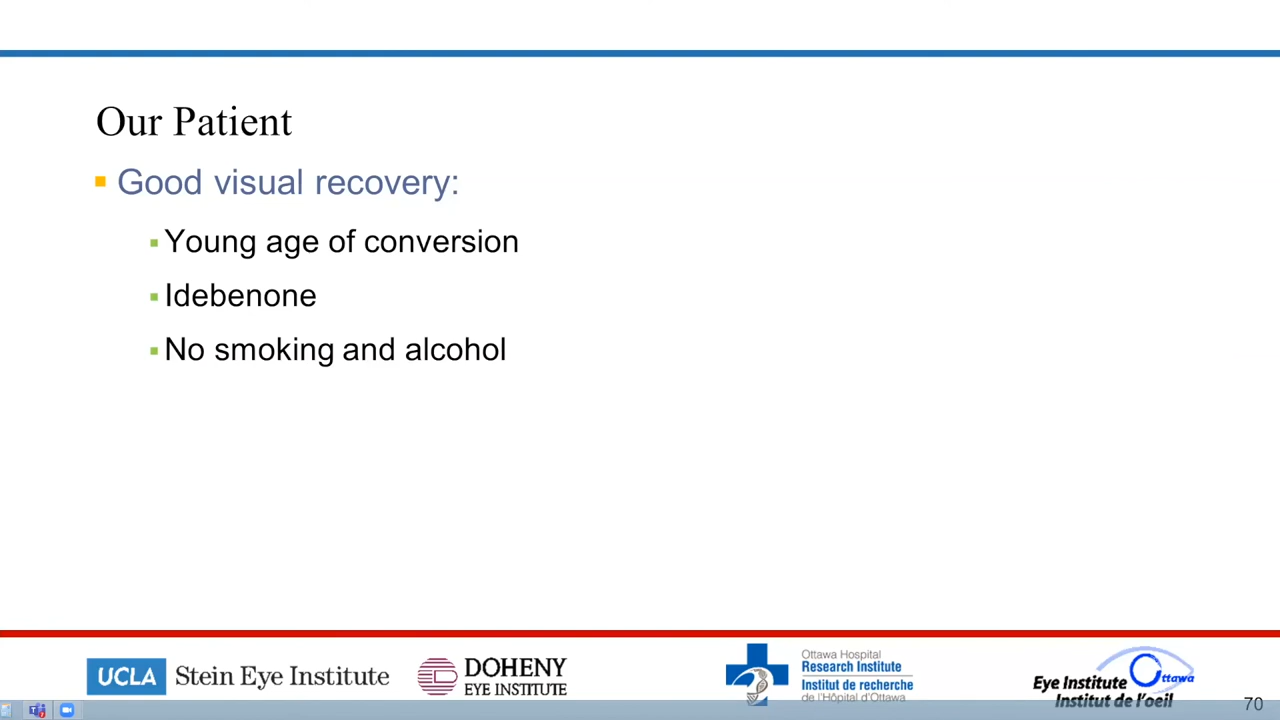 Our Patient
Good visual recovery:
Young age of conversion
Idebenone
No smoking and alcohol
UCLA Stein Eye Institute
DOHENY
EYE INSTITUTE
Ottawa Hospital
Research Institute
Institut de recherche
de l'Hôpital d'Ottawa
Eye Institute Ottawa
Institut de l'oeil
70